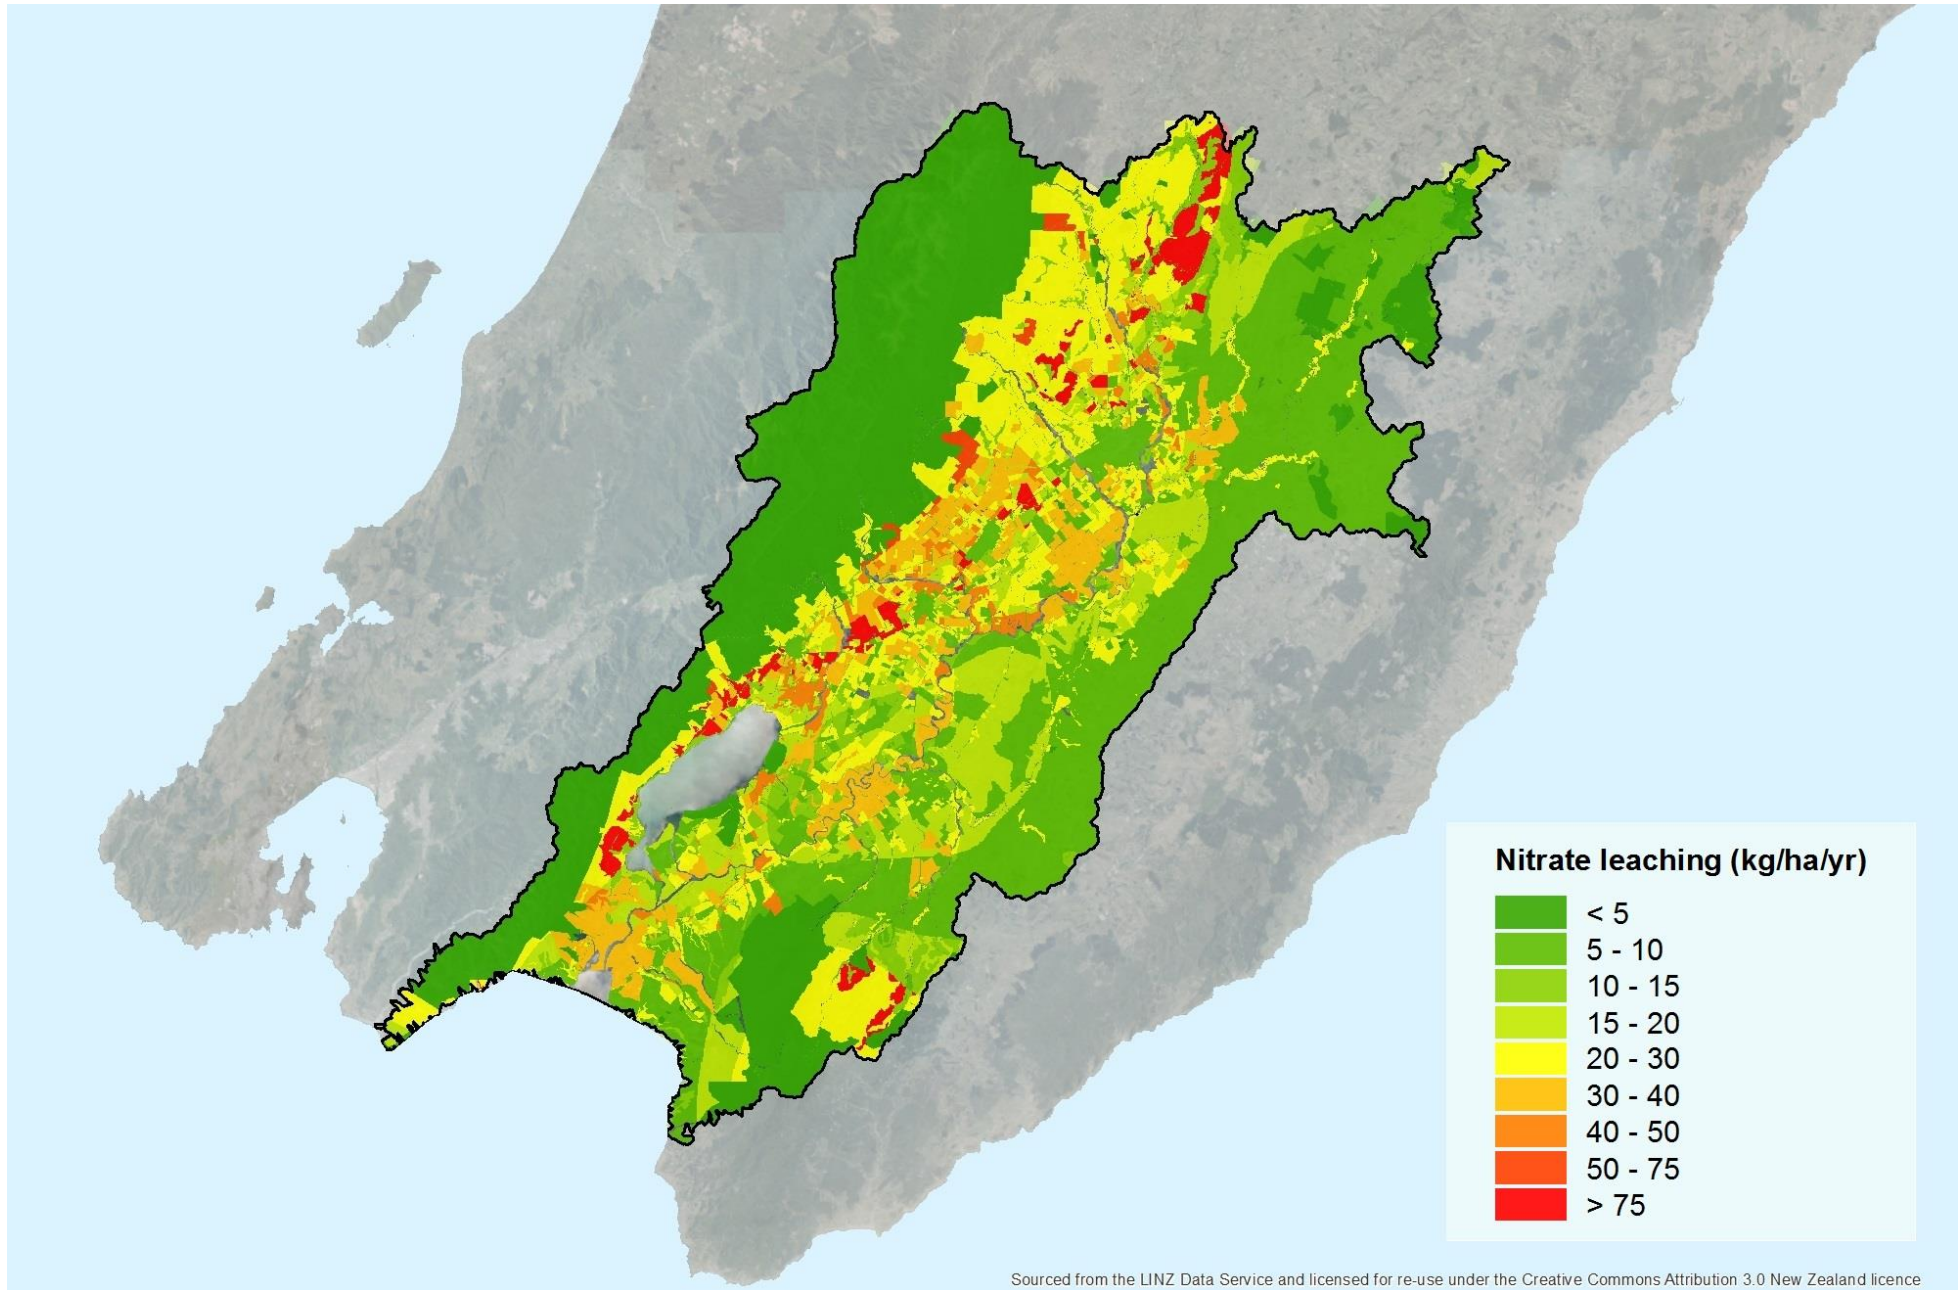 Nitrate leaching (kg/ha/yr)
< 5
5 - 10
10 - 15
15 - 20
20 - 30
30 - 40
40 - 50
50 - 75
> 75
Sourced from the LINZ Data Service and licensed for re-use under the Creative Commons Attribution 3.0 New Zealand licence